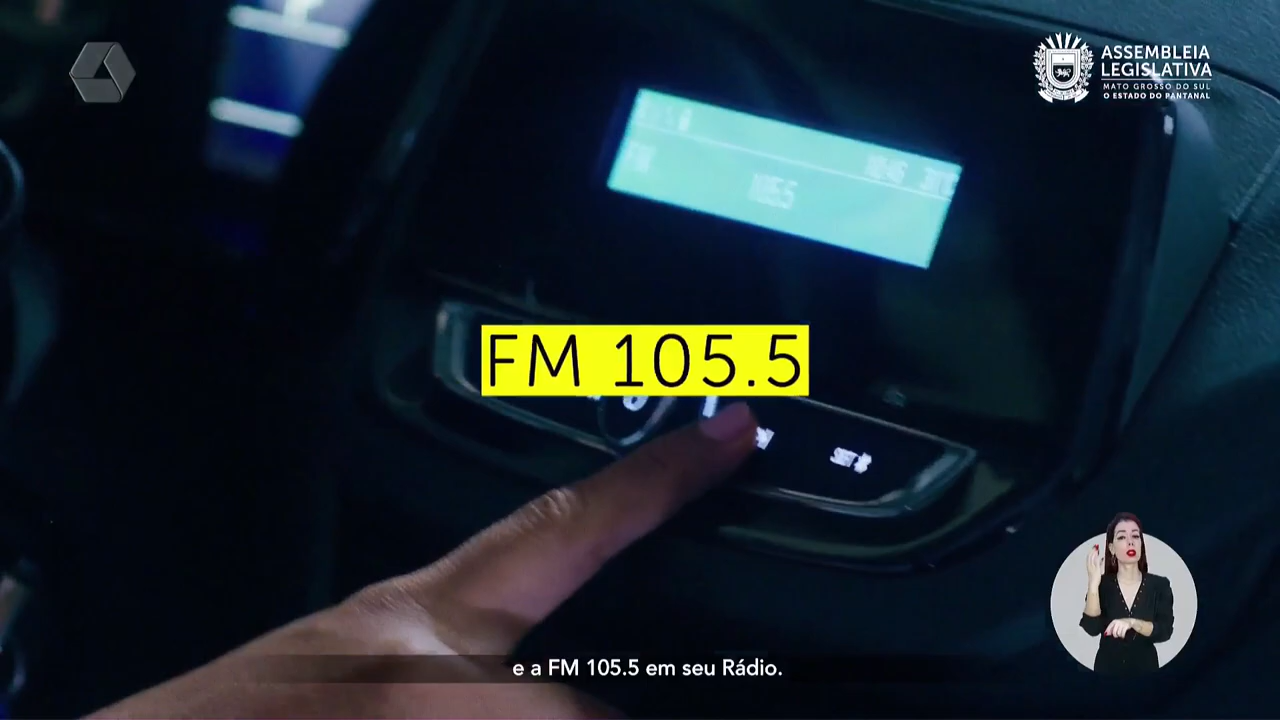 ASSEMBLEIA
LEGISLATIVA
MATO GROSSO DO SUL
O ESTADO DO PANTANAL
105.5
FM 105.5
e a FM 105.5 em seu Rádio.